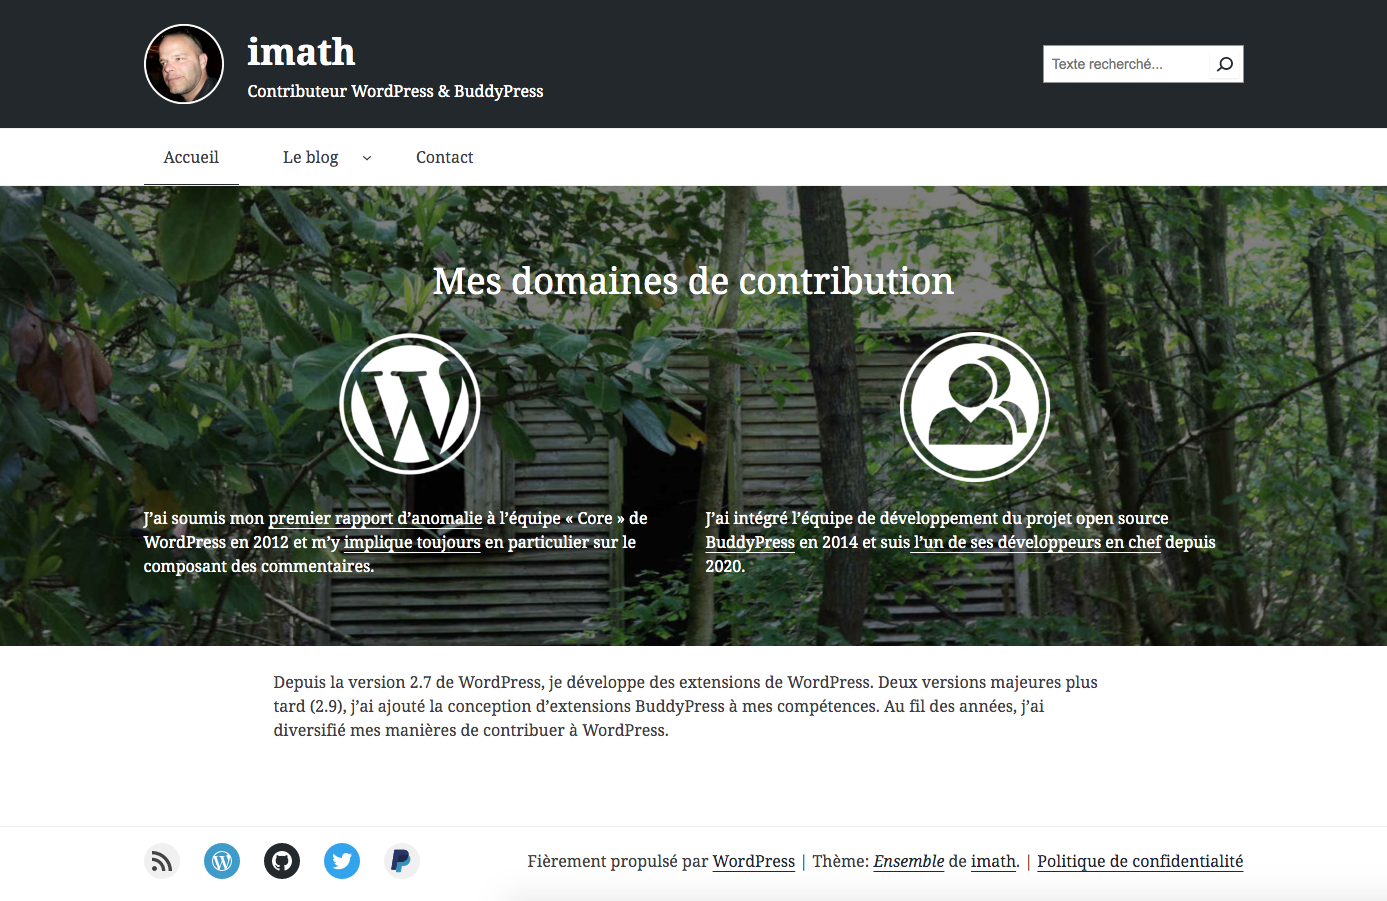 imath
Contributeur WordPress & BuddyPress
Texte recherché...
Accueil
Le blog
Contact
Mes domaines de contribution
J’ai soumis mon premier rapport d’anomalie à l’équipe « Core » de
WordPress en 2012 et m’y implique toujours en particulier sur le
composant des commentaires.
J’ai intégré l’équipe de développement du projet open source
BuddyPress en 2014 et suis l’un de ses développeurs en chef depuis
2020.
Depuis la version 2.7 de WordPress, je développe des extensions de WordPress. Deux versions majeures plus
tard (2.9), j’ai ajouté la conception d’extensions BuddyPress à mes compétences. Au fil des années, j’ai
diversifié mes manières de contribuer à WordPress.
Fièrement propulsé par WordPress | Thème: Ensemble de imath. | Politique de confidentialité